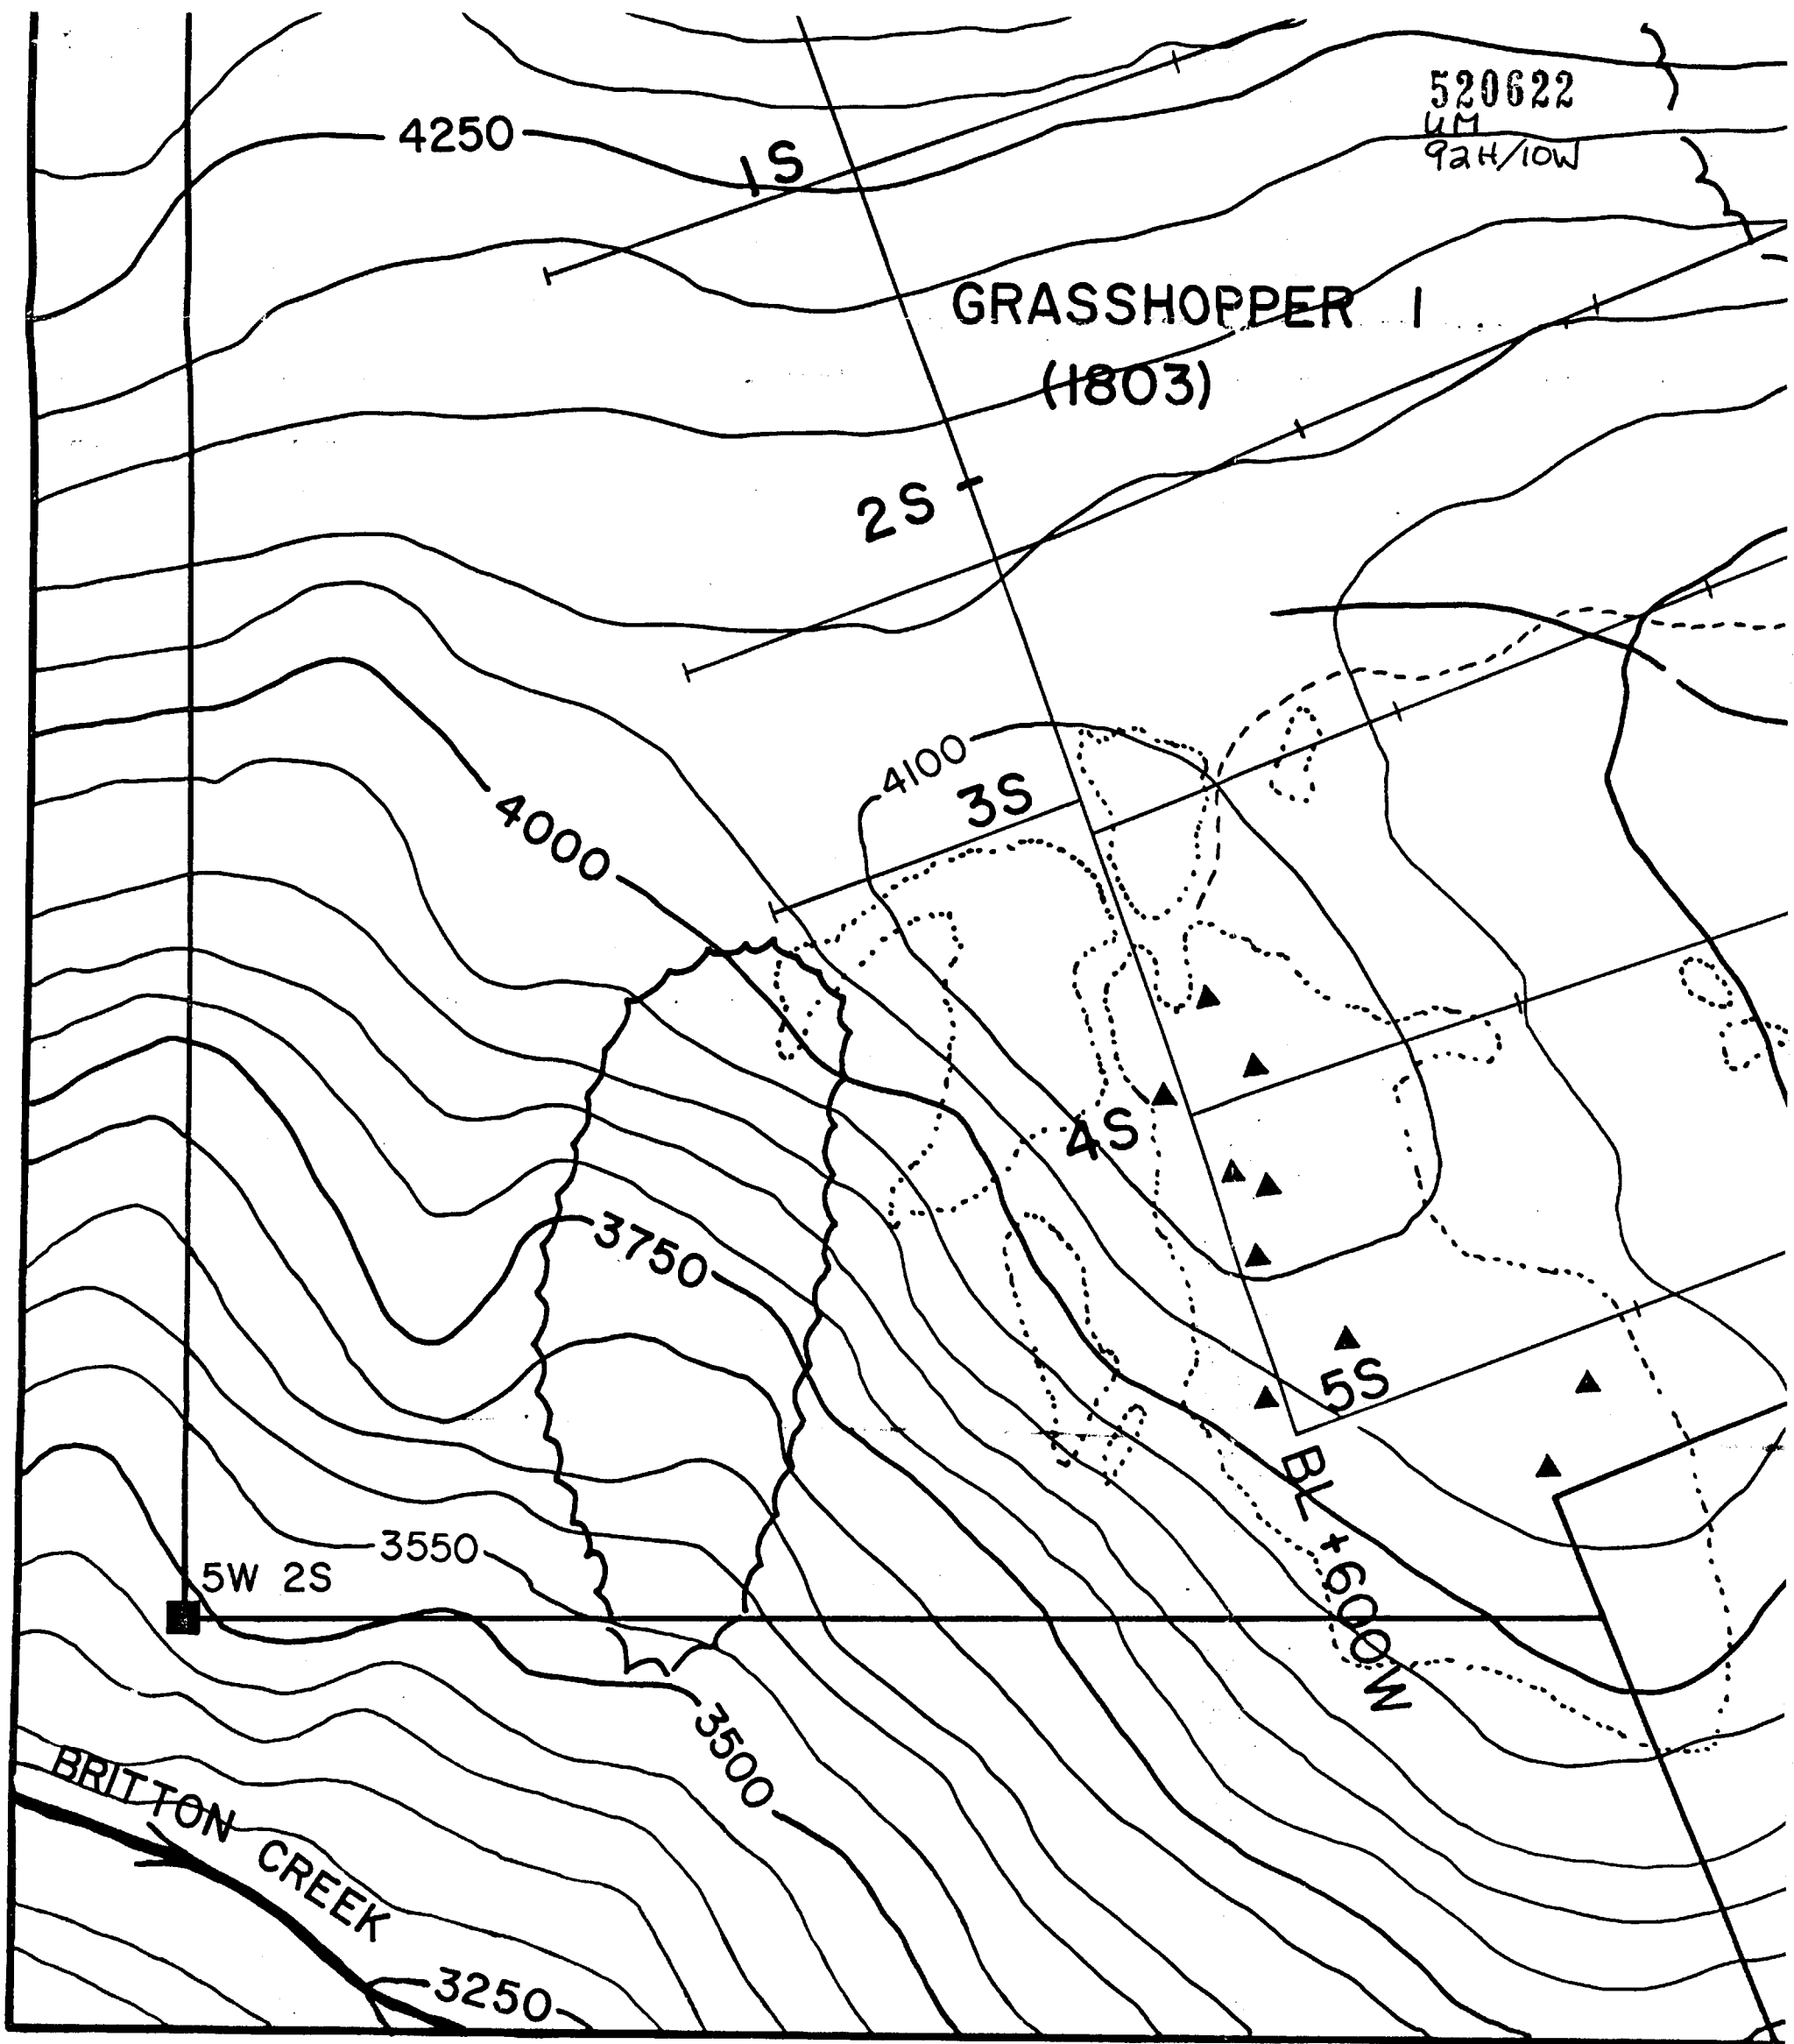 520622
UM
92H/10W
4250
1S
GRASSHOPPER 1
(1803)
2S
4100
3S
4000
4S
3750
5S
BL +600W
3550
5W 2S
3500
BRITTON CREEK
3250